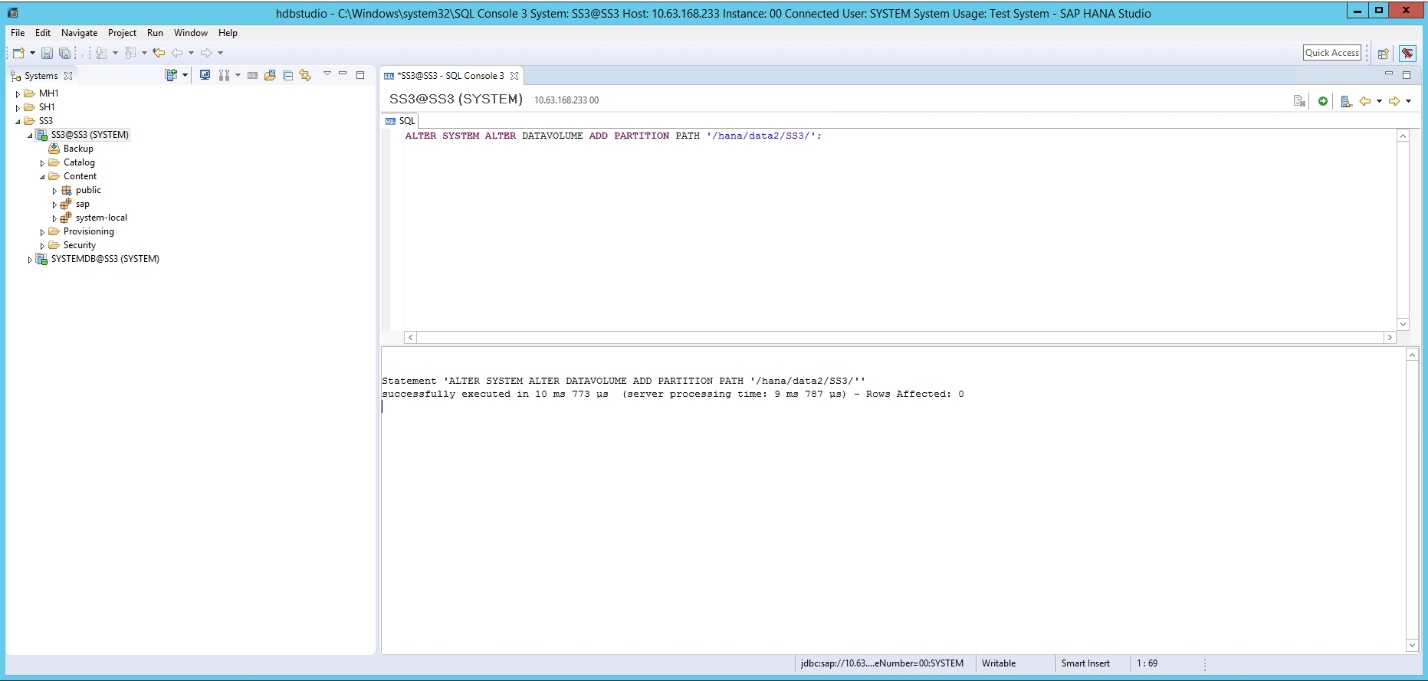 hdbstudio - C:\Windows\system32\SQL Console 3 System: SS3@SS3 Host: 10.63.168.233 Instance: 00 Connected User: SYSTEM System Usage: Test System - SAP HANA Studio
File Edit Navigate Project Run Window Help
Quick Access
Systems
MH1
SH1
SS3
SS3@SS3 (SYSTEM)
Backup
Catalog
Content
public
sap
system-local
Provisioning
Security
SYSTEMDB@SS3 (SYSTEM)
*SS3@SS3 - SQL Console 3
SS3@SS3 (SYSTEM) 10.63.168.233 00
SQL
ALTER SYSTEM ALTER DATAVOLUME ADD PARTITION PATH '/hana/data2/SS3/';
Statement 'ALTER SYSTEM ALTER DATAVOLUME ADD PARTITION PATH '/hana/data2/SS3/''
successfully executed in 10 ms 773 µs (server processing time: 9 ms 787 µs) - Rows Affected: 0
jdbc:sap://10.63....eNumber=00:SYSTEM Writable Smart Insert 1 : 69